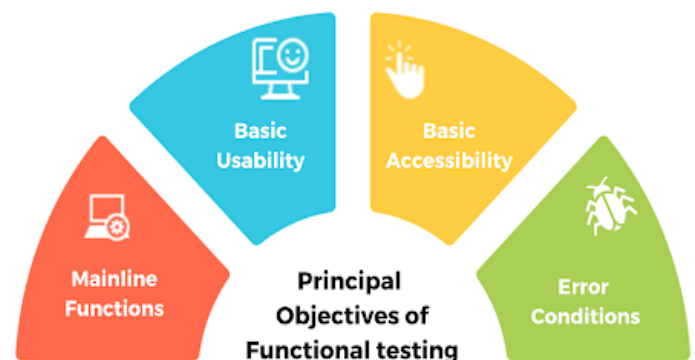 Basic
Usability
Basic
Accessibility
Mainline
Functions
Error
Conditions
Principal
Objectives of
Functional testing